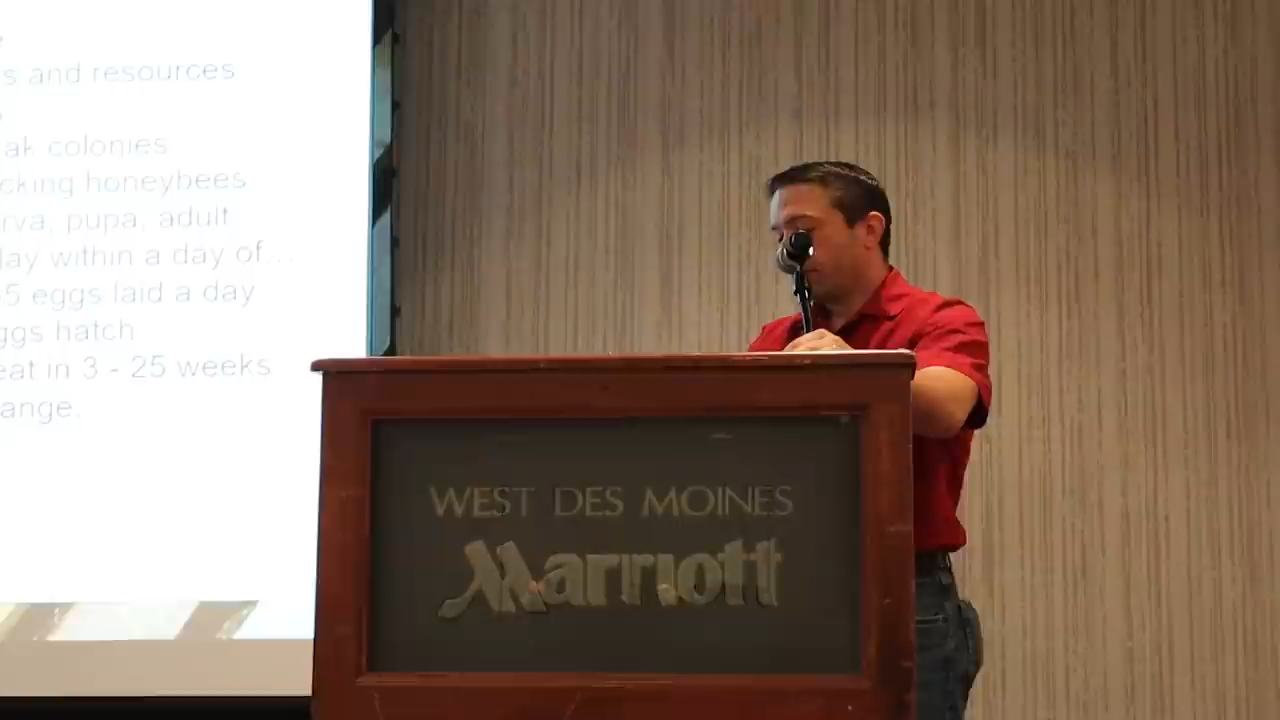 s and resources
ak colonies
cking honeybees
rva, pupa, adult
lay within a day of...
5 eggs laid a day
ggs hatch
eat in 3 - 25 weeks
ange.
WEST DES MOINES
Marriott